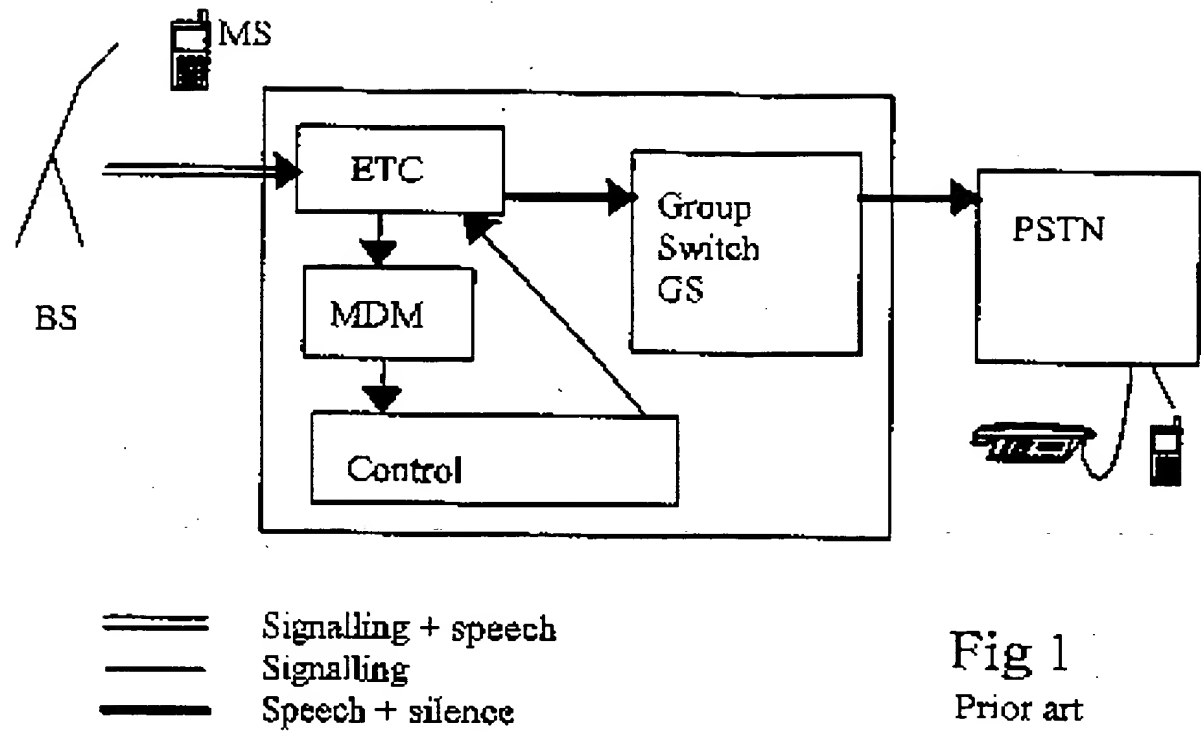 MS
ETC
Group
Switch
GS
PSTN
MDM
BS
Control
Signalling + speech
Signalling
Speech + silence
Fig 1
Prior art